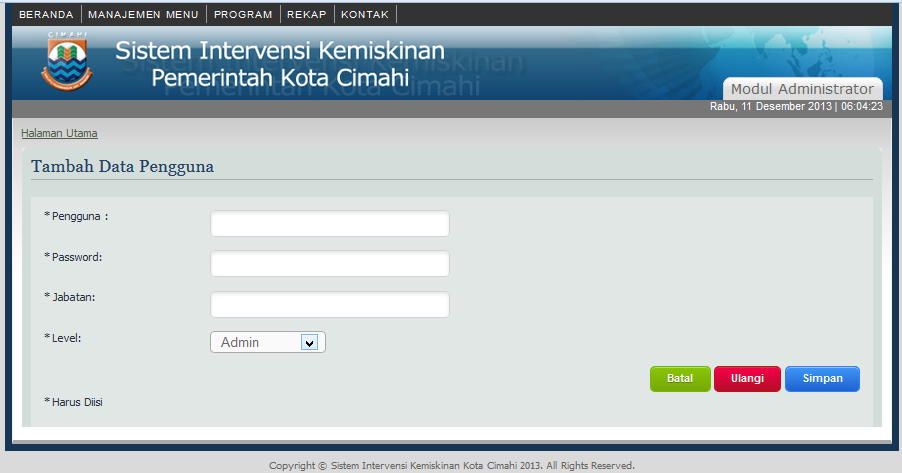 BERANDA MANAJEMEN MENU PROGRAM REKAP KONTAK
CIMAHI
Sistem Intervensi Kemiskinan
Pemerintah Kota Cimahi
Modul Administrator
Rabu, 11 Desember 2013 | 06:04:23
Halaman Utama
Tambah Data Pengguna
* Pengguna :
* Password:
* Jabatan:
* Level: Admin
Batal Ulangi Simpan
* Harus Diisi
Copyright © Sistem Intervensi Kemiskinan Kota Cimahi 2013. All Rights Reserved.